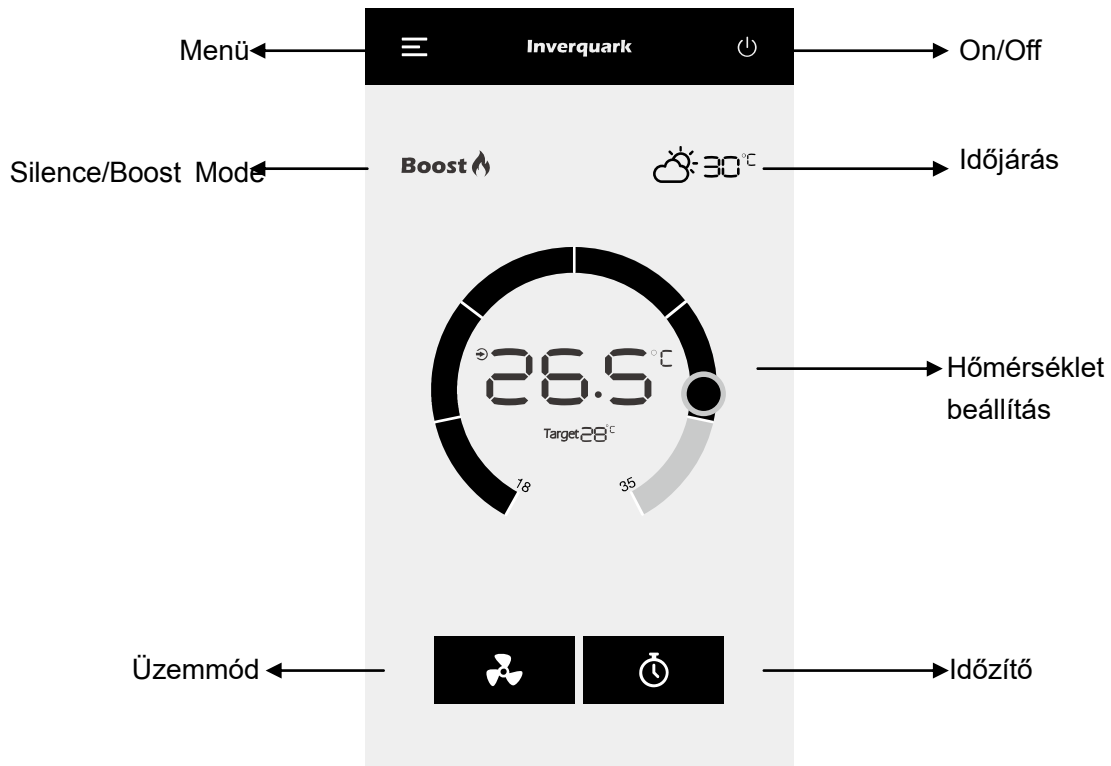 Menü
Inverquark
On/Off
Silence/Boost Mode
Boost
30°C
Időjárás
26.5°C
Target 28°C
18
35
Hőmérséklet
beállítás
Üzemmód
Időzítő